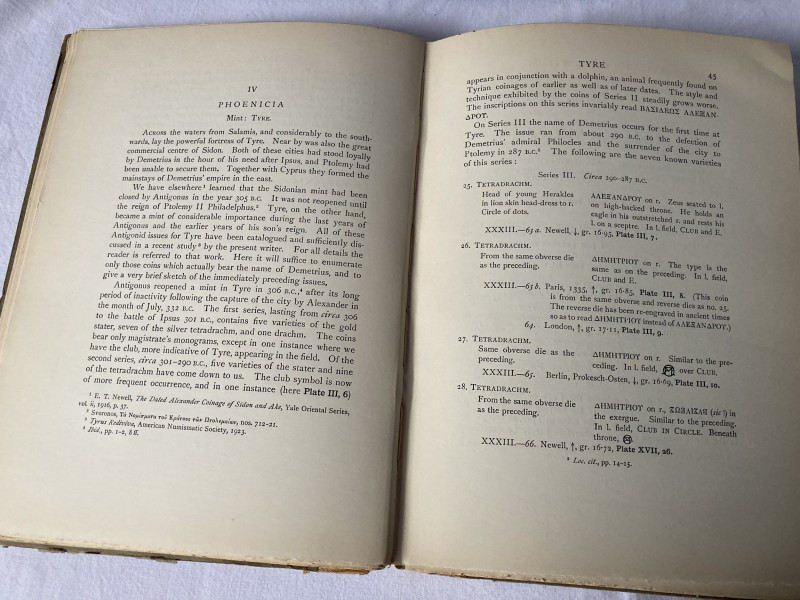 IV
PHOENICIA
Mint: TYRE.
ACROSS the waters from Salamis, and considerably to the south-
wards, lay the powerful fortress of Tyre. Near by was also the great
commercial centre of Sidon. Both of these cities had stood loyally
by Demetrius in the hour of his need after Ipsus, and Ptolemy had
been unable to secure them. Together with Cyprus they formed the
mainstays of Demetrius' empire in the east.
We have elsewhere¹ learned that the Sidonian mint had been
closed by Antigonus in the year 305 B.C. It was not reopened until
the reign of Ptolemy II Philadelphus.² Tyre, on the other hand,
became a mint of considerable importance during the last years of
Antigonus and the earlier years of his son's reign. All of these
Antigonid issues for Tyre have been catalogued and sufficiently dis-
cussed in a recent study³ by the present writer. For all details the
reader is referred to that work. Here it will suffice to enumerate
only those coins which actually bear the name of Demetrius, and to
give a very brief sketch of the immediately preceding issues.
Antigonus reopened a mint in Tyre in 306 B.C.,⁴ after its long
period of inactivity following the capture of the city by Alexander in
the month of July, 332 B.C. The first series, lasting from circa 306
to the battle of Ipsus 301 B.C., contains five varieties of the gold
stater, seven of the silver tetradrachm, and one drachm. The coins
bear only magistrate's monograms, except in one instance where we
have the club, more indicative of Tyre, appearing in the field. Of the
second series, circa 301–290 B.C., five varieties of the stater and nine
of the tetradrachm have come down to us. The club symbol is now
of more frequent occurrence, and in one instance (here Plate III, 6)
¹ E. T. Newell, The Dated Alexander Coinage of Sidon and Ake, Yale Oriental Series,
vol. ii, 1916, p. 37.
² Svoronos, Τὰ Νομίσματα τοῦ Κράτους τῶν Πτολεμαίων, nos. 712–21.
³ Tyrus Rediviva, American Numismatic Society, 1923.
⁴ Ibid., pp. 1–2, 8 ff.
TYRE 45
appears in conjunction with a dolphin, an animal frequently found on
Tyrian coinages of earlier as well as of later dates. The style and
technique exhibited by the coins of Series II steadily grows worse.
The inscriptions on this series invariably read ΒΑΣΙΛΕΩΣ ΑΛΕΞΑΝ-
ΔΡΟΥ.
On Series III the name of Demetrius occurs for the first time at
Tyre. The issue ran from about 290 B.C. to the defection of
Demetrius' admiral Philocles and the surrender of the city to
Ptolemy in 287 B.C.⁵ The following are the seven known varieties
of this series:
Series III. Circa 290–287 B.C.
25. TETRADRACHM.
Head of young Herakles
in lion skin head-dress to r.
Circle of dots.
ΑΛΕΞΑΝΔΡΟΥ on r. Zeus seated to l.
on high-backed throne. He holds an
eagle in his outstretched r. and rests his
l. on a sceptre. In l. field, CLUB and E.
XXXIII.—63 a. Newell, ↓, gr. 16·95, Plate III, 7.
26. TETRADRACHM.
From the same obverse die
as the preceding.
ΔΗΜΗΤΡΙΟΥ on r. The type is the
same as on the preceding. In l. field,
CLUB and E.
XXXIII.—63 b. Paris, 1335, ↑, gr. 16·85, Plate III, 8. (This coin
is from the same obverse and reverse dies as no. 25.
The reverse die has been re-engraved in ancient times
so as to read ΔΗΜΗΤΡΙΟΥ instead of ΑΛΕΞΑΝΔΡΟΥ.)
64. London, ↑, gr. 17·11, Plate III, 9.
27. TETRADRACHM.
Same obverse die as the
preceding.
ΔΗΜΗΤΡΙΟΥ on r. Similar to the pre-
ceding. In l. field, over CLUB.
XXXIII.—65. Berlin, Prokesch-Osten, ↓, gr. 16·69, Plate III, 10.
28. TETRADRACHM.
From the same obverse die
as the preceding.
ΔΗΜΗΤΡΙΟΥ on r., (sic?) in
the exergue. Similar to the preceding.
In l. field, CLUB IN CIRCLE. Beneath
throne,
XXXIII.—66. Newell, ↑, gr. 16·72, Plate XVII, 26.
⁵ Loc. cit., pp. 14–15.